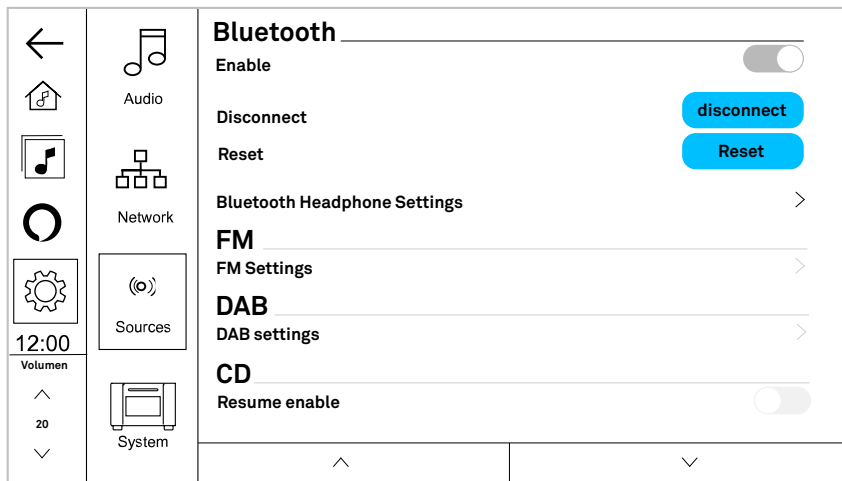 12:00
Volumen
20
Audio
Network
Sources
System
Bluetooth
Enable
Disconnect
disconnect
Reset
Reset
Bluetooth Headphone Settings
FM
FM Settings
DAB
DAB settings
CD
Resume enable